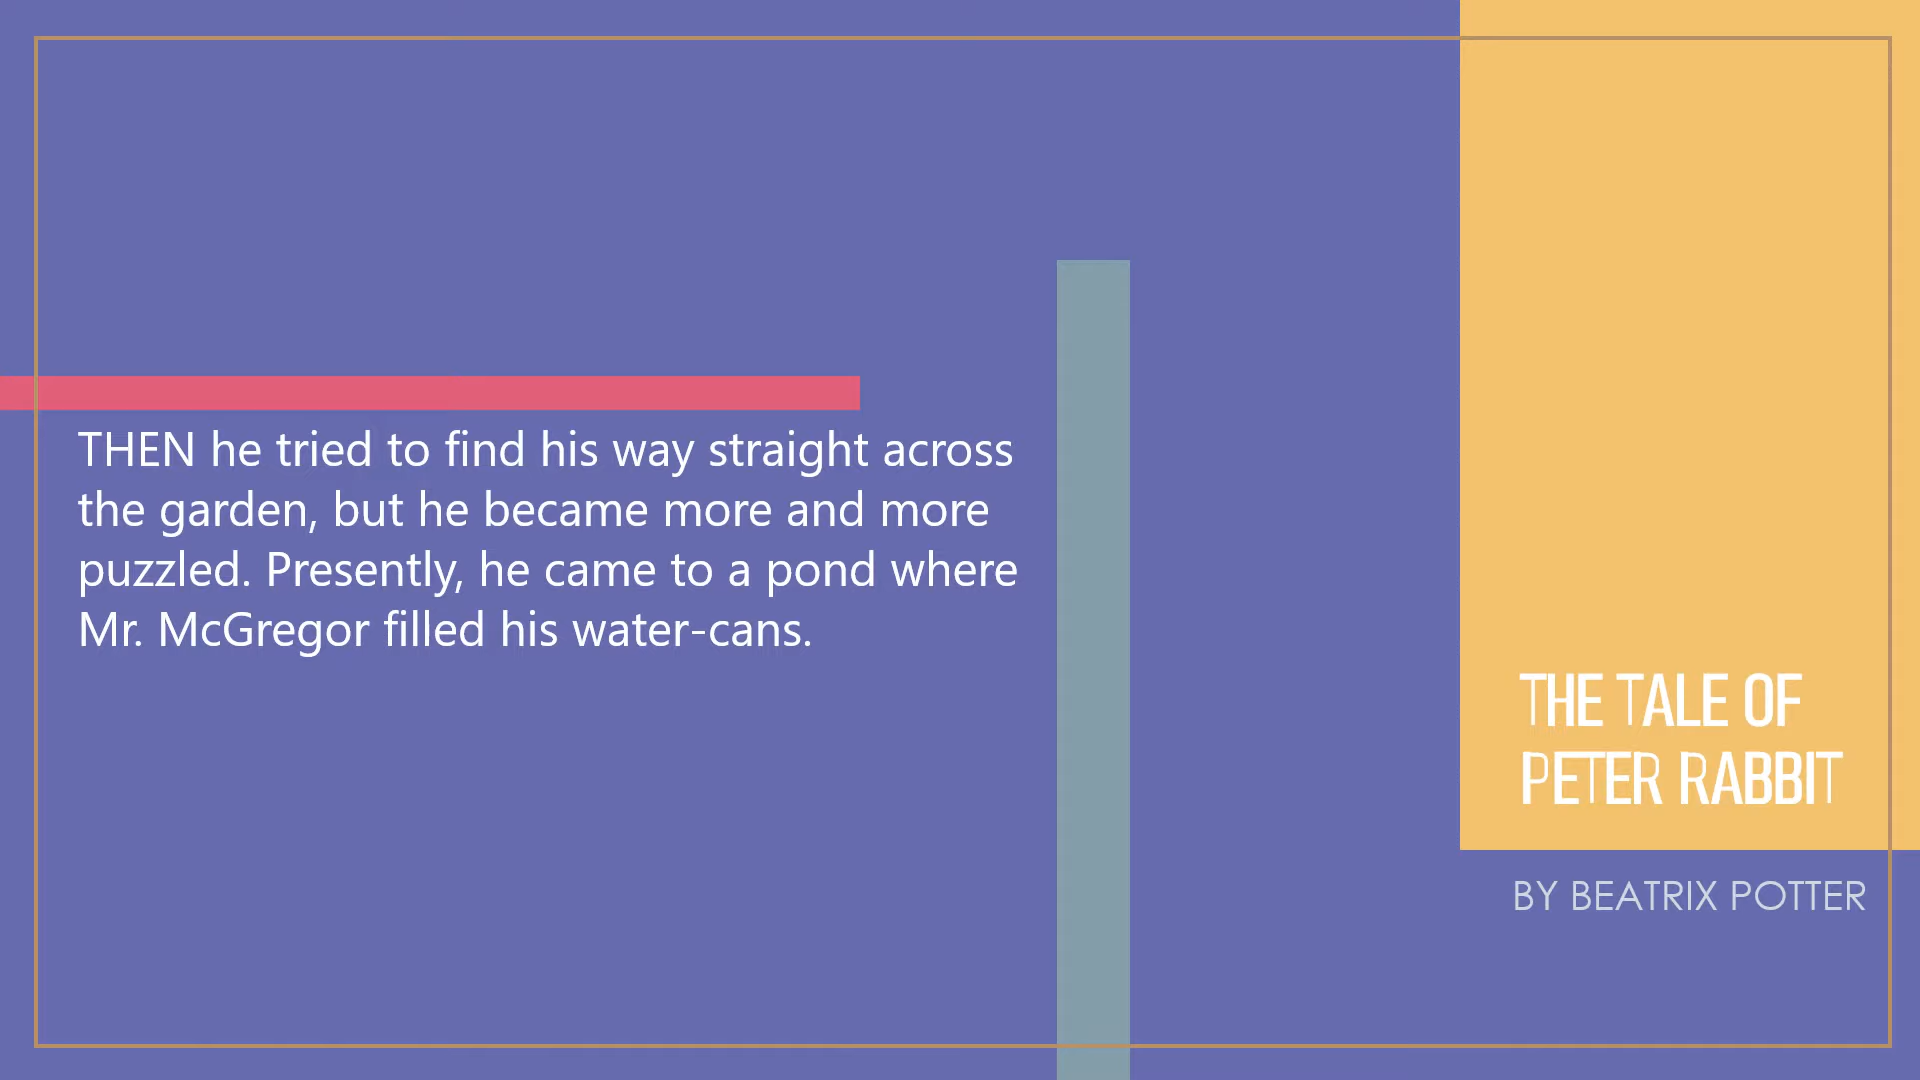 THEN he tried to find his way straight across
the garden, but he became more and more
puzzled. Presently, he came to a pond where
Mr. McGregor filled his water-cans.
THE TALE OF
PETER RABBIT
BY BEATRIX POTTER